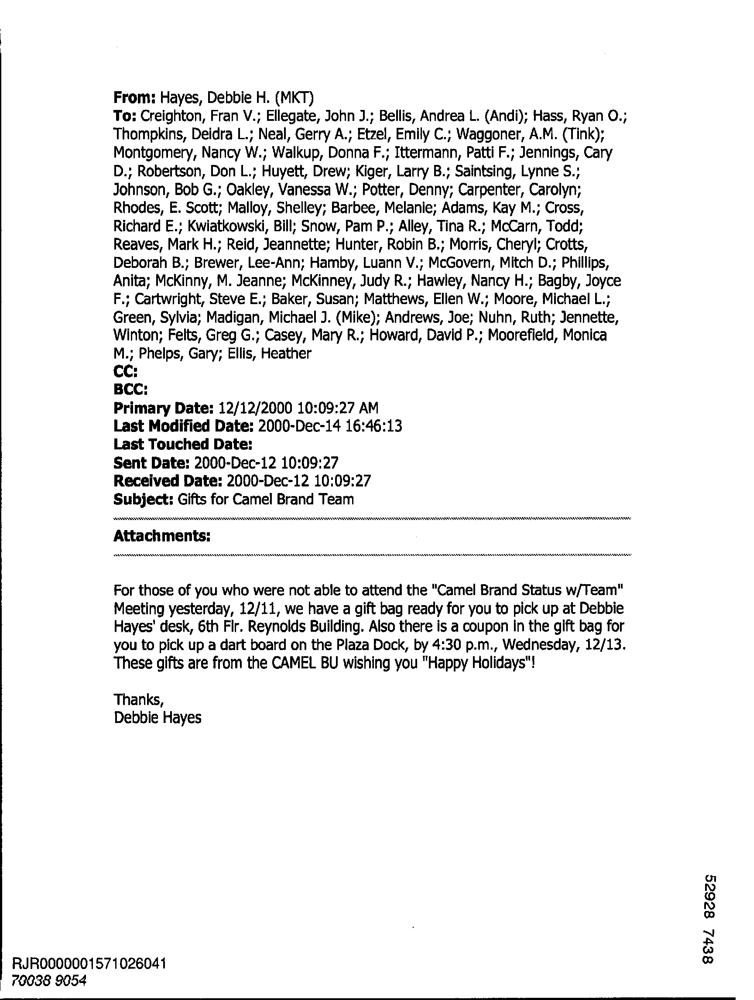 From: Hayes, Debbie H. (MKT)
To: Creighton, Fran V.; Ellegate, John J.; Bellis, Andrea L. (Andi); Hass, Ryan O.;
Thompkins, Deidra L.; Neal, Gerry A.; Etzel, Emily C.; Waggoner, A.M. (Tink);
Montgomery, Nancy W.; Walkup, Donna F.; Ittermann, Patti F.; Jennings, Cary
D.; Robertson, Don L.; Huyett, Drew; Kiger, Larry B.; Saintsing, Lynne S.;
Johnson, Bob G.; Oakley, Vanessa W.; Potter, Denny; Carpenter, Carolyn;
Rhodes, E. Scott; Malloy, Shelley; Barbee, Melanie; Adams, Kay M.; Cross,
Richard E.; Kwiatkowski, Bill; Snow, Pam P.; Alley, Tina R.; McCarn, Todd;
Reaves, Mark H.; Reid, Jeannette; Hunter, Robin B.; Morris, Cheryl; Crotts,
Deborah B.; Brewer, Lee-Ann; Hamby, Luann V.; McGovern, Mitch D.; Phillips,
Anita; McKinny, M. Jeanne; McKinney, Judy R.; Hawley, Nancy H.; Bagby, Joyce
F.; Cartwright, Steve E.; Baker, Susan; Matthews, Ellen W.; Moore, Michael L.;
Green, Sylvia; Madigan, Michael J. (Mike); Andrews, Joe; Nuhn, Ruth; Jennette,
Winton; Felts, Greg G.; Casey, Mary R.; Howard, David P.; Moorefield, Monica
M.; Phelps, Gary; Ellis, Heather
CC:
BCC:
Primary Date: 12/12/2000 10:09:27 AM
Last Modified Date: 2000-Dec-14 16:46:13
Last Touched Date:
Sent Date: 2000-Dec-12 10:09:27
Received Date: 2000-Dec-12 10:09:27
Subject: Gifts for Camel Brand Team
Attachments:
For those of you who were not able to attend the "Camel Brand Status w/Team"
Meeting yesterday, 12/11, we have a gift bag ready for you to pick up at Debbie
Hayes' desk, 6th Flr. Reynolds Building. Also there is a coupon in the gift bag for
you to pick up a dart board on the Plaza Dock, by 4:30 p.m., Wednesday, 12/13.
These gifts are from the CAMEL BU wishing you "Happy Holidays"!
Thanks,
Debbie Hayes
52928 7438
RJR0000001571026041
70038 9054